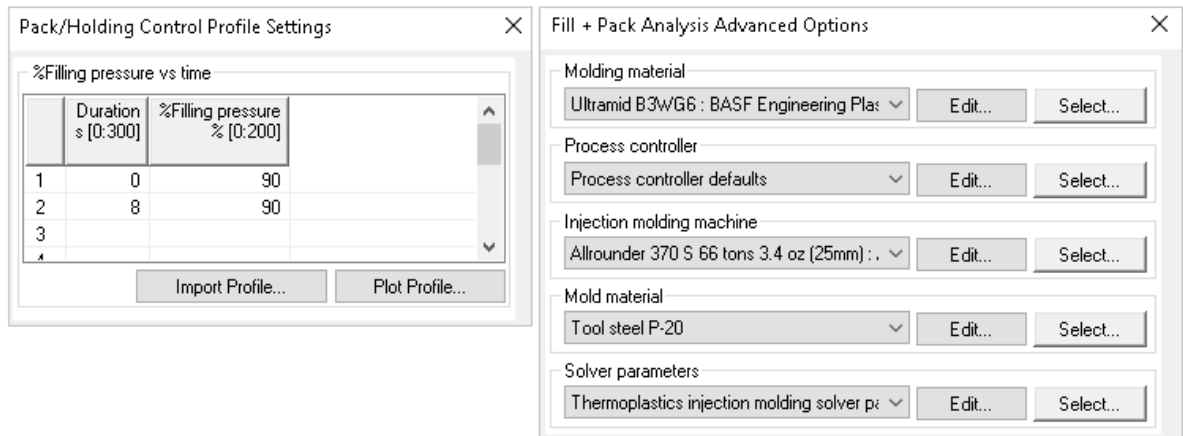 Pack/Holding Control Profile Settings
%Filling pressure vs time
Duration s [0:300]
%Filling pressure % [0:200]
1 0 90
2 8 90
3
4
Import Profile... Plot Profile...
Fill + Pack Analysis Advanced Options
Molding material
Ultramid B3WG6 : BASF Engineering Plas Edit... Select...
Process controller
Process controller defaults Edit... Select...
Injection molding machine
Allrounder 370 S 66 tons 3.4 oz (25mm) : Edit... Select...
Mold material
Tool steel P-20 Edit... Select...
Solver parameters
Thermoplastics injection molding solver pa Edit... Select...